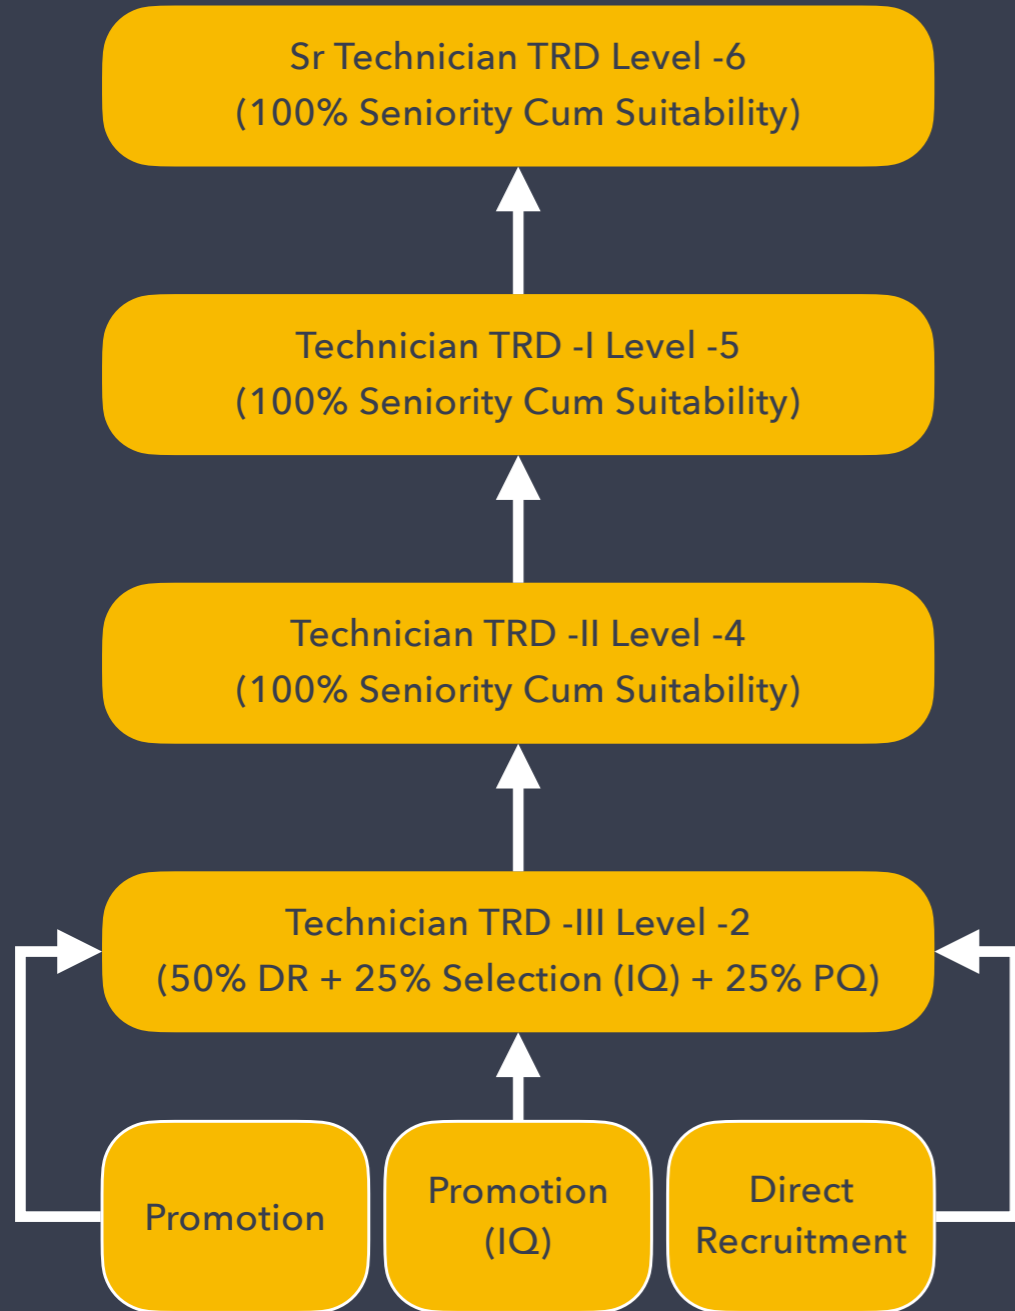 Sr Technician TRD Level -6
(100% Seniority Cum Suitability)
Technician TRD -I Level -5
(100% Seniority Cum Suitability)
Technician TRD -II Level -4
(100% Seniority Cum Suitability)
Technician TRD -III Level -2
(50% DR + 25% Selection (IQ) + 25% PQ)
Promotion
Promotion
(IQ)
Direct
Recruitment